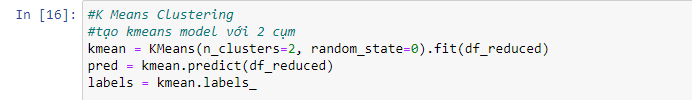 In [16]: #K Means Clustering
#tạo kmeans model với 2 cụm
kmean = KMeans(n_clusters=2, random_state=0).fit(df_reduced)
pred = kmean.predict(df_reduced)
labels = kmean.labels_